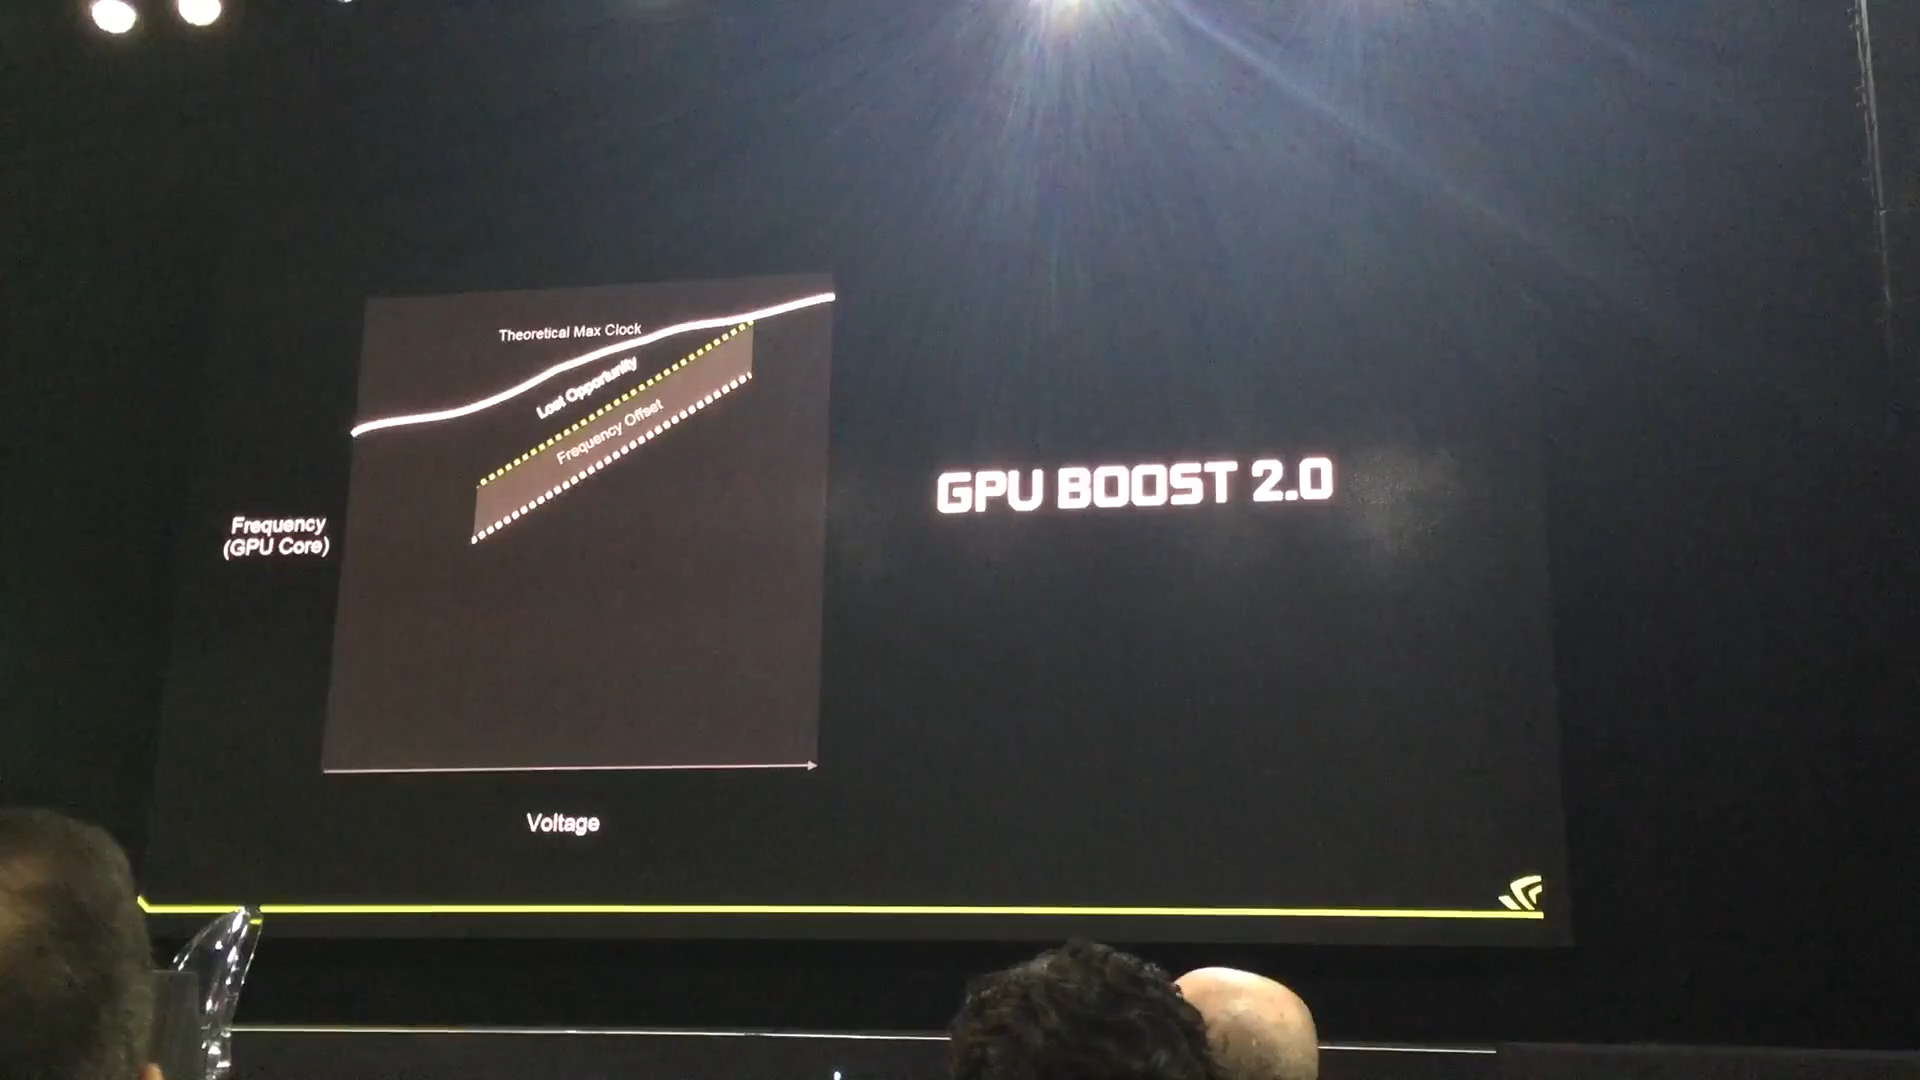 Theoretical Max Clock
Lost Opportunity
Frequency Offset
Frequency
(GPU Core)
GPU BOOST 2.0
Voltage